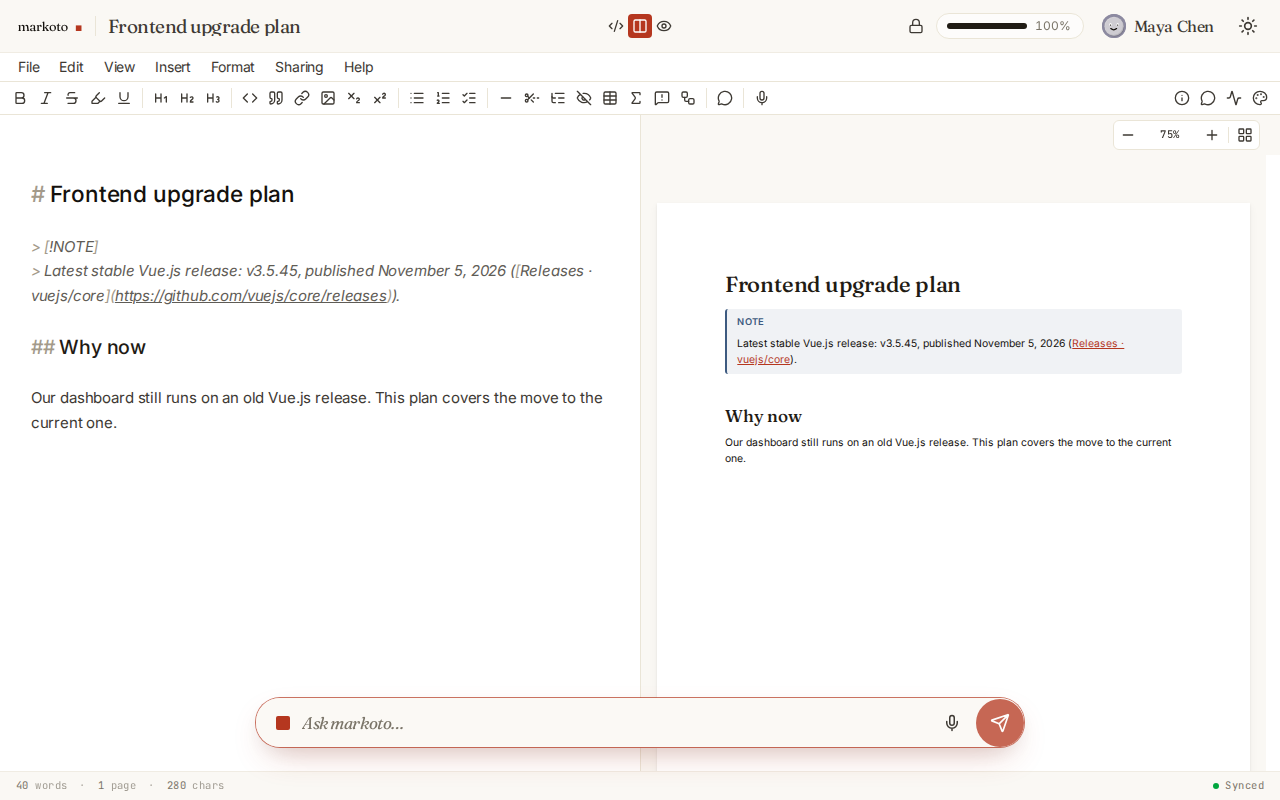 markoto
Frontend upgrade plan
100%
Maya Chen
File Edit View Insert Format Sharing Help
H1 H2 H3
75%
# Frontend upgrade plan
> [!NOTE]
> Latest stable Vue.js release: v3.5.45, published November 5, 2026 ([Releases ·
vuejs/core](https://github.com/vuejs/core/releases)).
## Why now
Our dashboard still runs on an old Vue.js release. This plan covers the move to the
current one.
Frontend upgrade plan
NOTE
Latest stable Vue.js release: v3.5.45, published November 5, 2026 (Releases ·
vuejs/core).
Why now
Our dashboard still runs on an old Vue.js release. This plan covers the move to the current
one.
Ask markoto...
40 words · 1 page · 280 chars
Synced